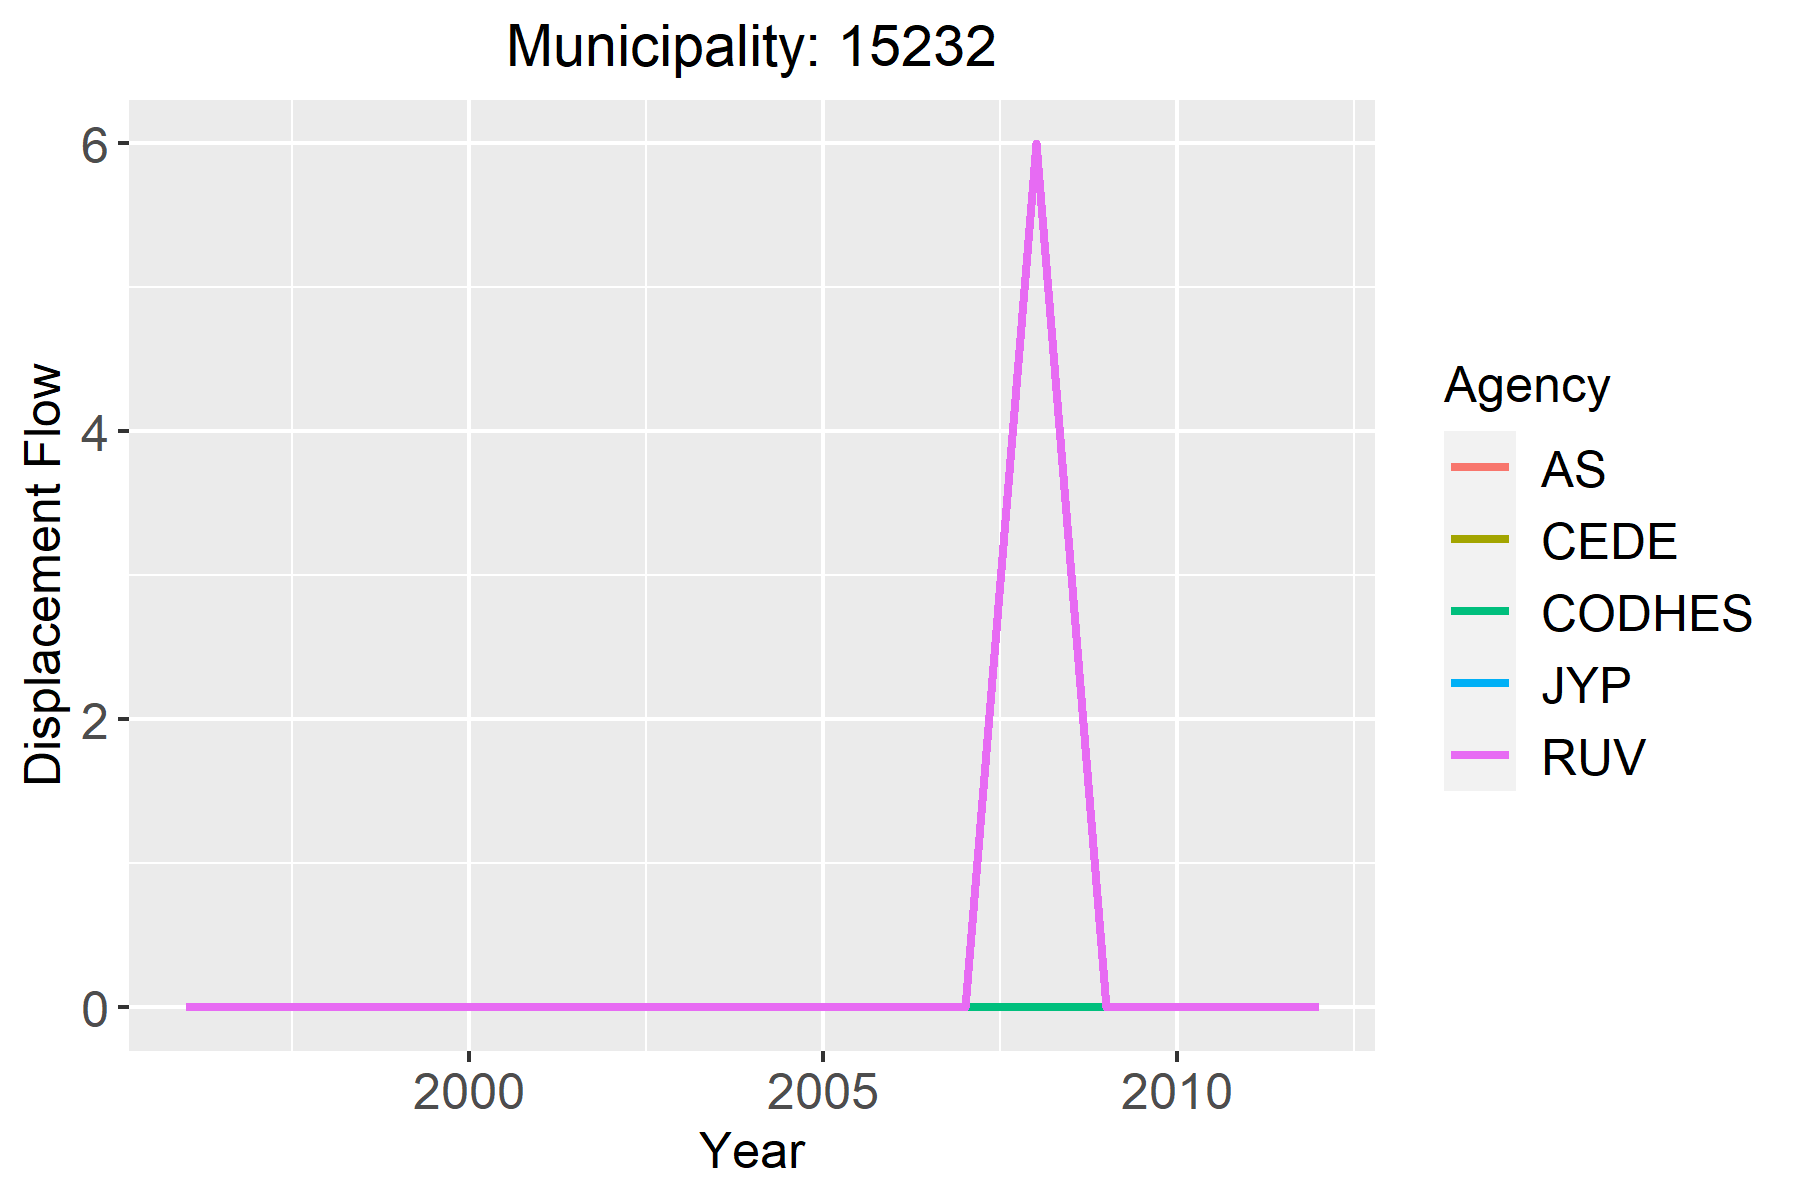 Municipality: 15232
6
4
2
0
Displacement Flow
2000 2005 2010
Year
Agency
AS
CEDE
CODHES
JYP
RUV